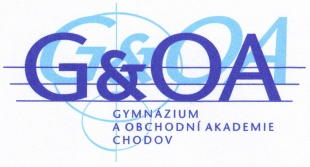 G&OA
GYMNÁZIUM
A OBCHODNÍ AKADEMIE
CHODOV